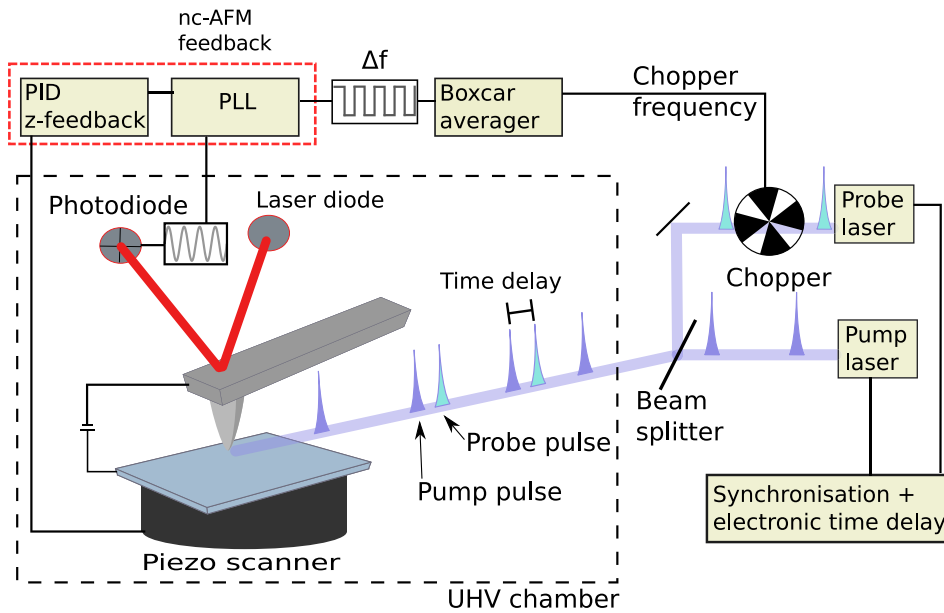 nc-AFM
feedback
PID
z-feedback
PLL
Δf
Boxcar
averager
Chopper
frequency
Photodiode
Laser diode
Probe
laser
Chopper
Time delay
Pump
laser
Beam
splitter
Probe pulse
Pump pulse
Synchronisation +
electronic time delay
Piezo scanner
UHV chamber